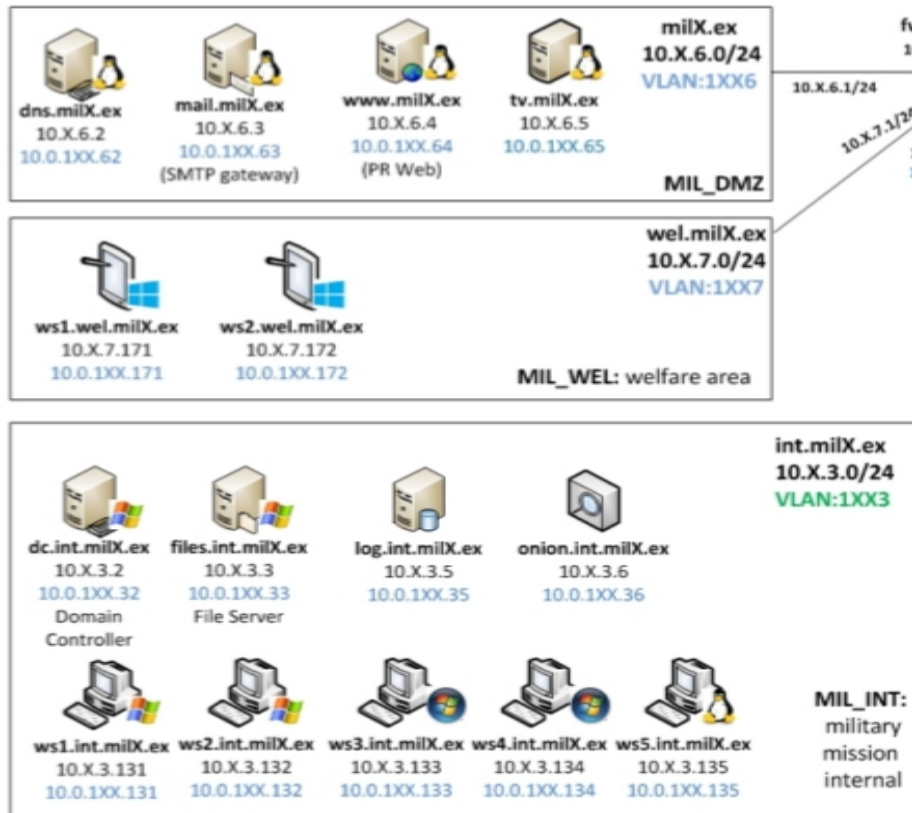 milX.ex
10.X.6.0/24
VLAN:1XX6
dns.milX.ex
10.X.6.2
10.0.1XX.62
mail.milX.ex
10.X.6.3
10.0.1XX.63
(SMTP gateway)
www.milX.ex
10.X.6.4
10.0.1XX.64
(PR Web)
tv.milX.ex
10.X.6.5
10.0.1XX.65
MIL_DMZ
10.X.6.1/24
10.X.7.1/24
wel.milX.ex
10.X.7.0/24
VLAN:1XX7
ws1.wel.milX.ex
10.X.7.171
10.0.1XX.171
ws2.wel.milX.ex
10.X.7.172
10.0.1XX.172
MIL_WEL: welfare area
int.milX.ex
10.X.3.0/24
VLAN:1XX3
dc.int.milX.ex
10.X.3.2
10.0.1XX.32
Domain
Controller
files.int.milX.ex
10.X.3.3
10.0.1XX.33
File Server
log.int.milX.ex
10.X.3.5
10.0.1XX.35
onion.int.milX.ex
10.X.3.6
10.0.1XX.36
ws1.int.milX.ex
10.X.3.131
10.0.1XX.131
ws2.int.milX.ex
10.X.3.132
10.0.1XX.132
ws3.int.milX.ex
10.X.3.133
10.0.1XX.133
ws4.int.milX.ex
10.X.3.134
10.0.1XX.134
ws5.int.milX.ex
10.X.3.135
10.0.1XX.135
MIL_INT:
military
mission
internal